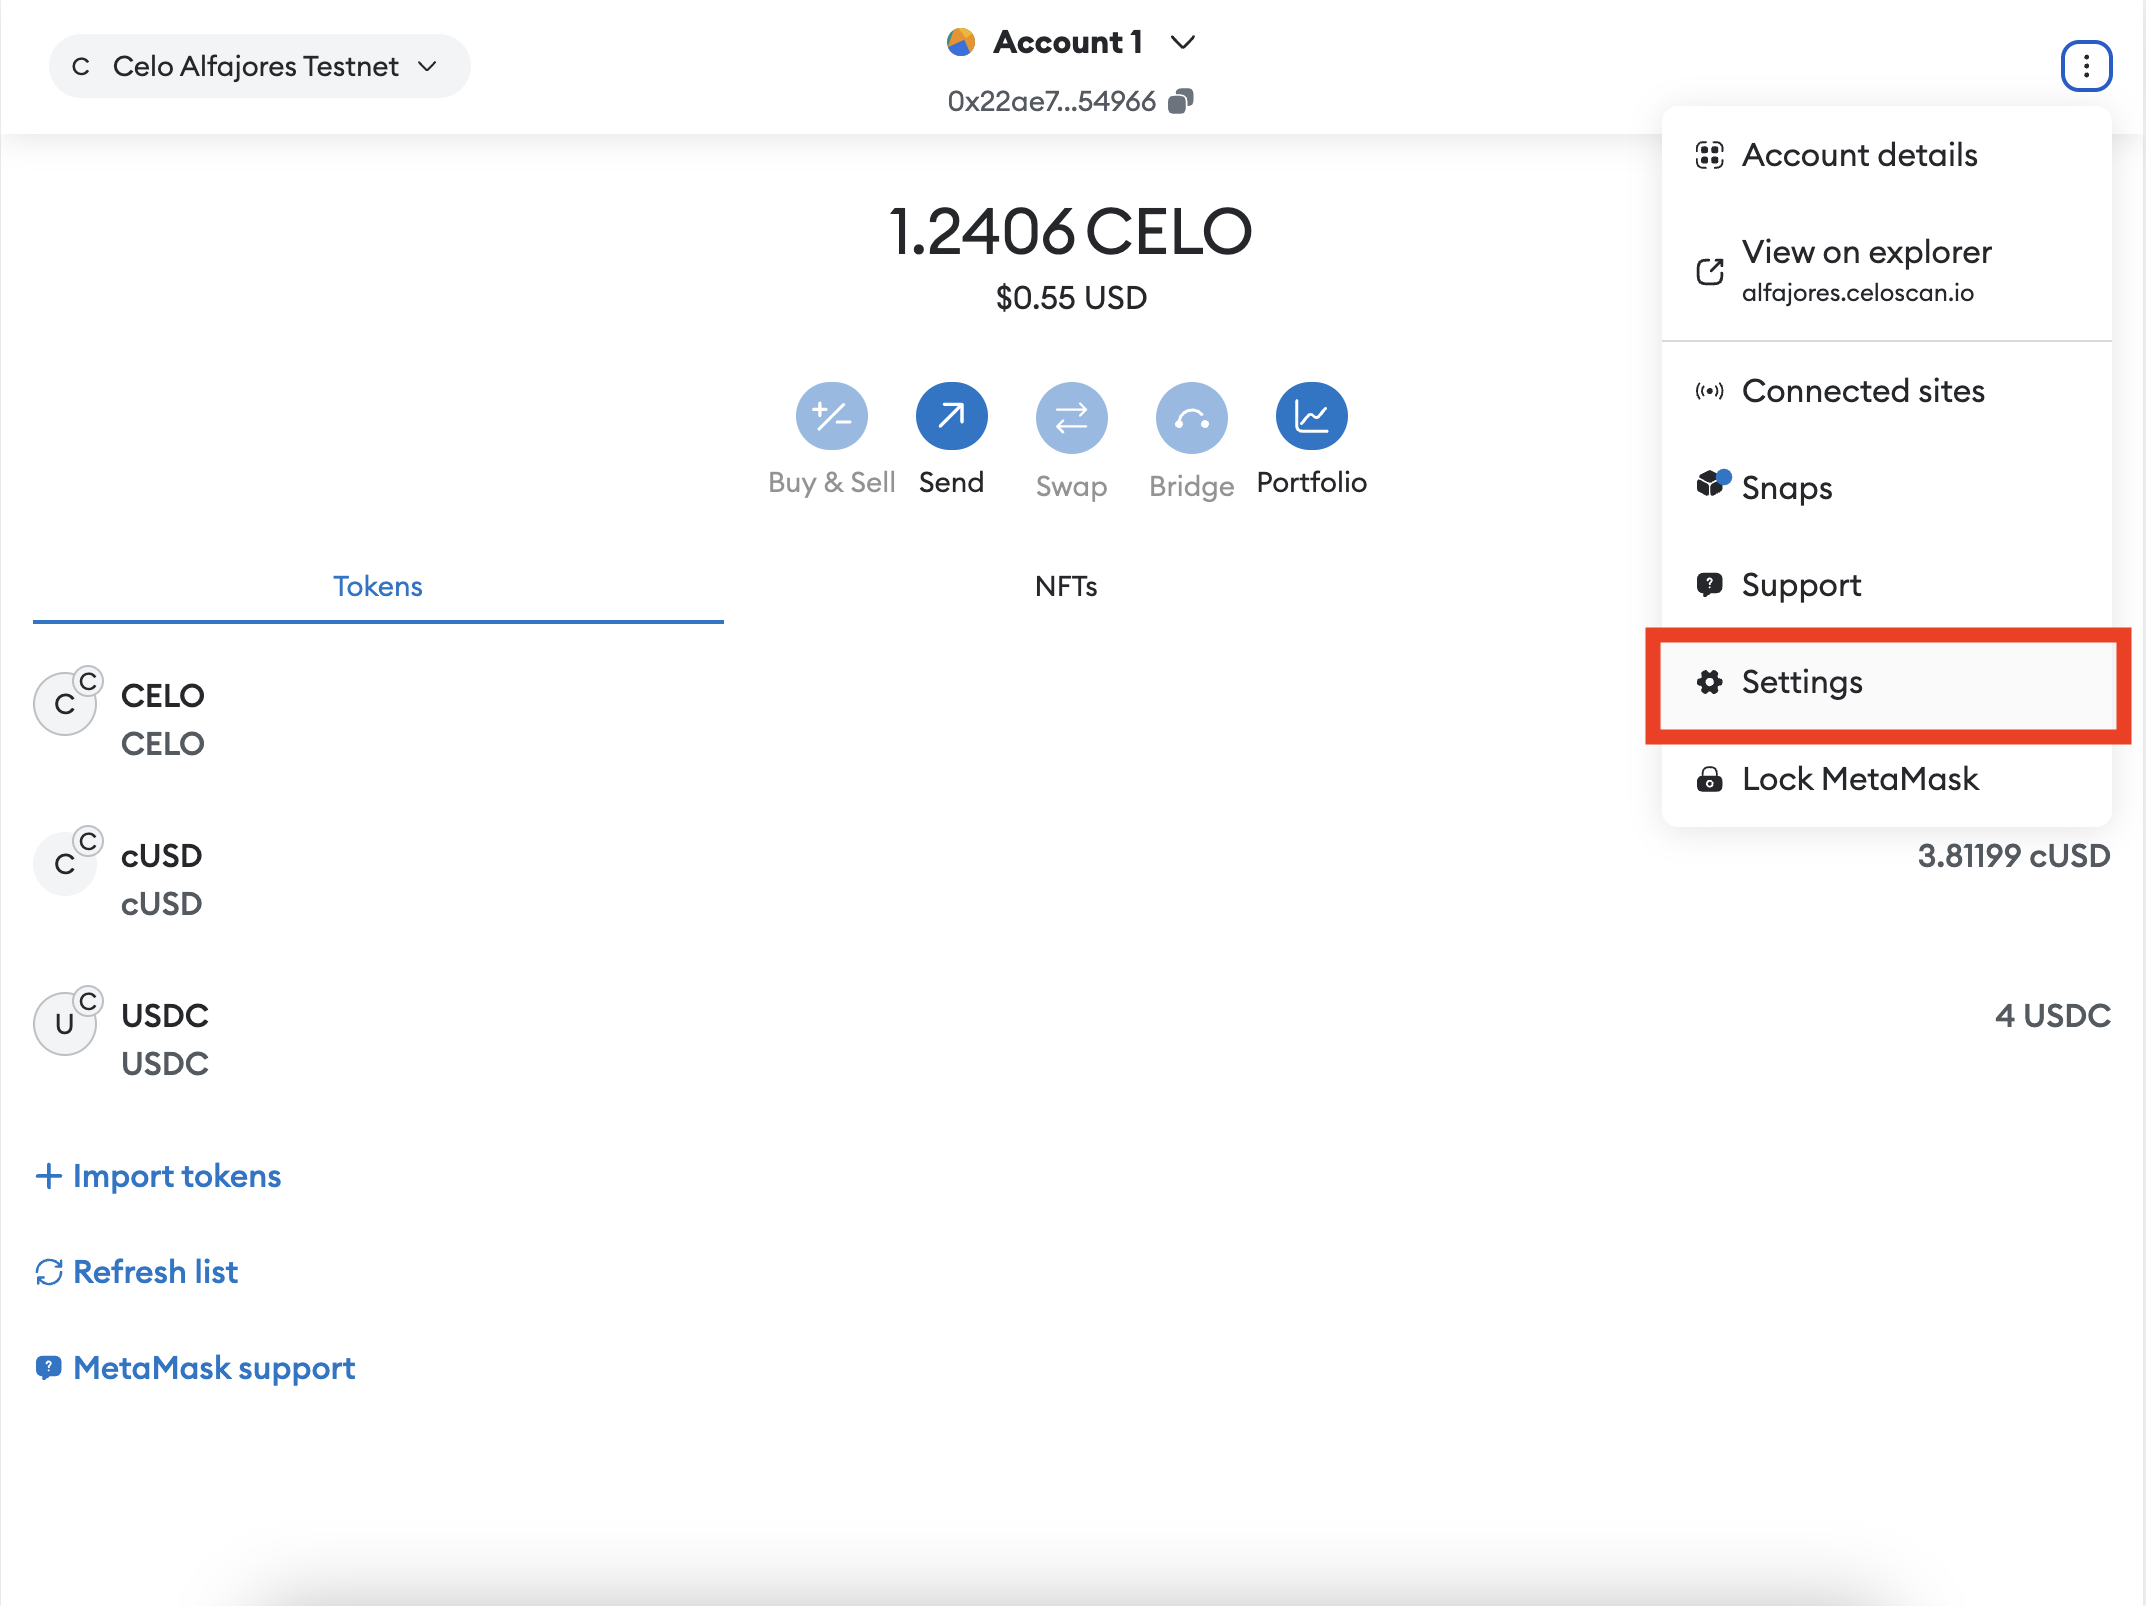 C Celo Alfajores Testnet
Account 1
0x22ae7...54966
1.2406 CELO
$0.55 USD
Buy & Sell
Send
Swap
Bridge
Portfolio
Tokens
NFTs
Account details
View on explorer
alfajores.celoscan.io
Connected sites
Snaps
Support
Settings
Lock MetaMask
C
C
CELO
CELO
C
C
cUSD
cUSD
3.81199 cUSD
U
C
USDC
USDC
4 USDC
Import tokens
Refresh list
MetaMask support